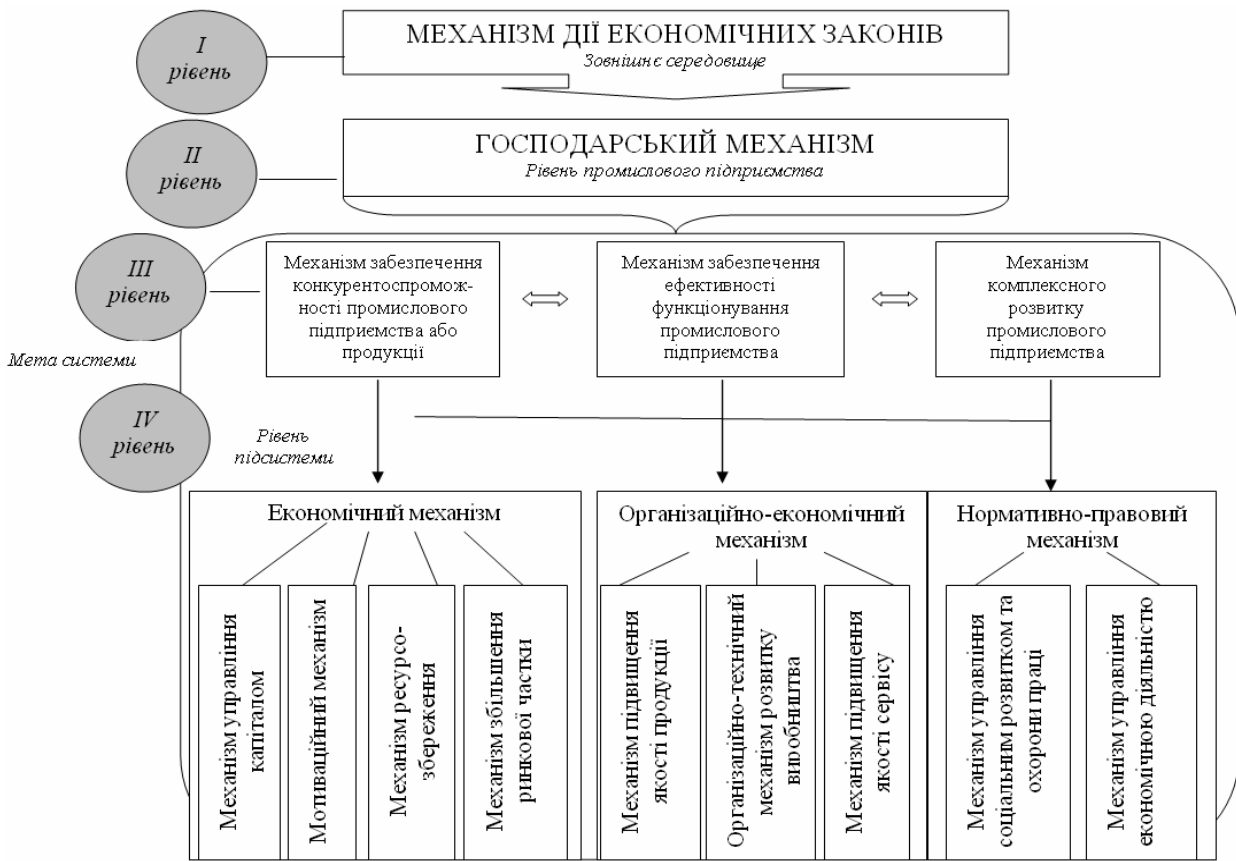 I
рівень
МЕХАНІЗМ ДІЇ ЕКОНОМІЧНИХ ЗАКОНІВ
Зовнішнє середовище
II
рівень
ГОСПОДАРСЬКИЙ МЕХАНІЗМ
Рівень промислового підприємства
III
рівень
Механізм забезпечення
конкурентоспромож-
ності промислового
підприємства або
продукції
Механізм забезпечення
ефективності
функціонування
промислового
підприємства
Механізм
комплексного
розвитку
промислового
підприємства
Мета системи
IV
рівень
Рівень
підсистеми
Економічний механізм
Організаційно-економічний
механізм
Нормативно-правовий
механізм
Механізм управління
капіталом
Мотиваційний механізм
Механізм ресурсо-
збереження
Механізм збільшення
ринкової частки
Механізм підвищення
якості продукції
Організаційно-технічний
механізм розвитку
виробництва
Механізм підвищення
якості сервісу
Механізм управління
соціальним розвитком та
охорони праці
Механізм управління
економічною діяльністю